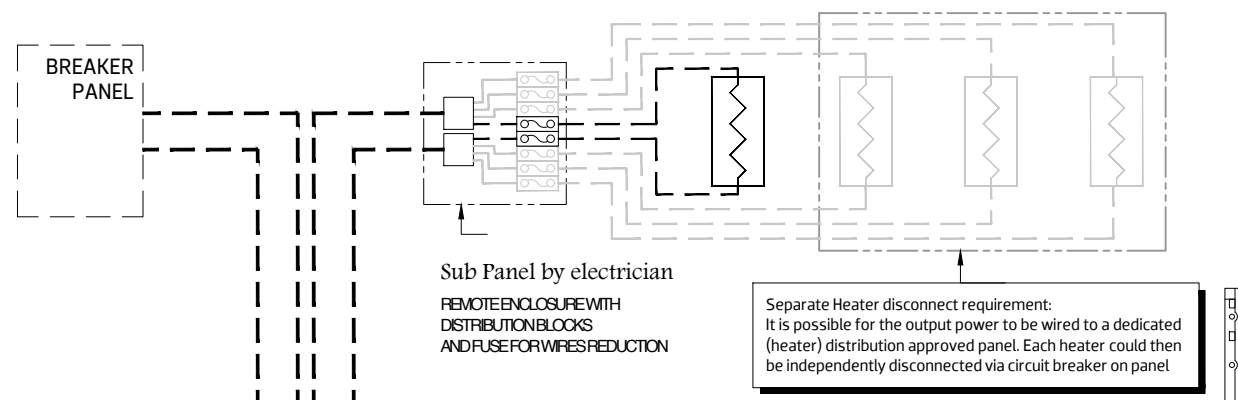 BREAKER
PANEL
Sub Panel by electrician
REMOTE ENCLOSURE WITH
DISTRIBUTION BLOCKS
AND FUSE FOR WIRES REDUCTION
Separate Heater disconnect requirement:
It is possible for the output power to be wired to a dedicated
(heater) distribution approved panel. Each heater could then
be independently disconnected via circuit breaker on panel